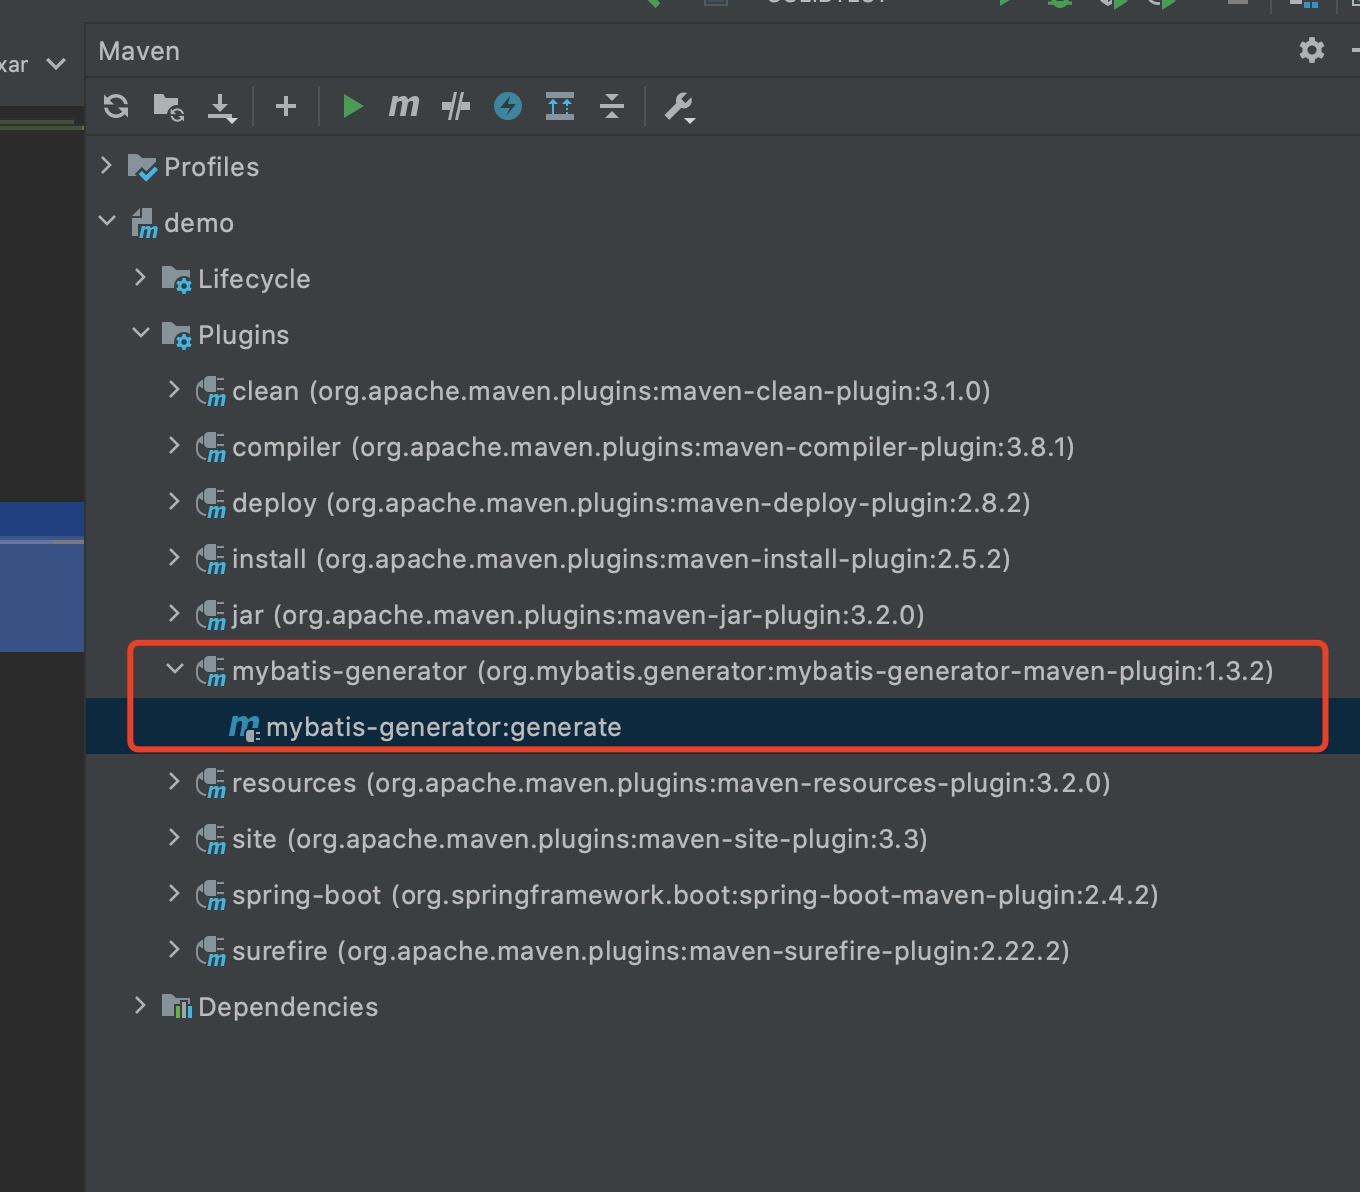 xar
Maven
Profiles
demo
Lifecycle
Plugins
clean (org.apache.maven.plugins:maven-clean-plugin:3.1.0)
compiler (org.apache.maven.plugins:maven-compiler-plugin:3.8.1)
deploy (org.apache.maven.plugins:maven-deploy-plugin:2.8.2)
install (org.apache.maven.plugins:maven-install-plugin:2.5.2)
jar (org.apache.maven.plugins:maven-jar-plugin:3.2.0)
mybatis-generator (org.mybatis.generator:mybatis-generator-maven-plugin:1.3.2)
mybatis-generator:generate
resources (org.apache.maven.plugins:maven-resources-plugin:3.2.0)
site (org.apache.maven.plugins:maven-site-plugin:3.3)
spring-boot (org.springframework.boot:spring-boot-maven-plugin:2.4.2)
surefire (org.apache.maven.plugins:maven-surefire-plugin:2.22.2)
Dependencies